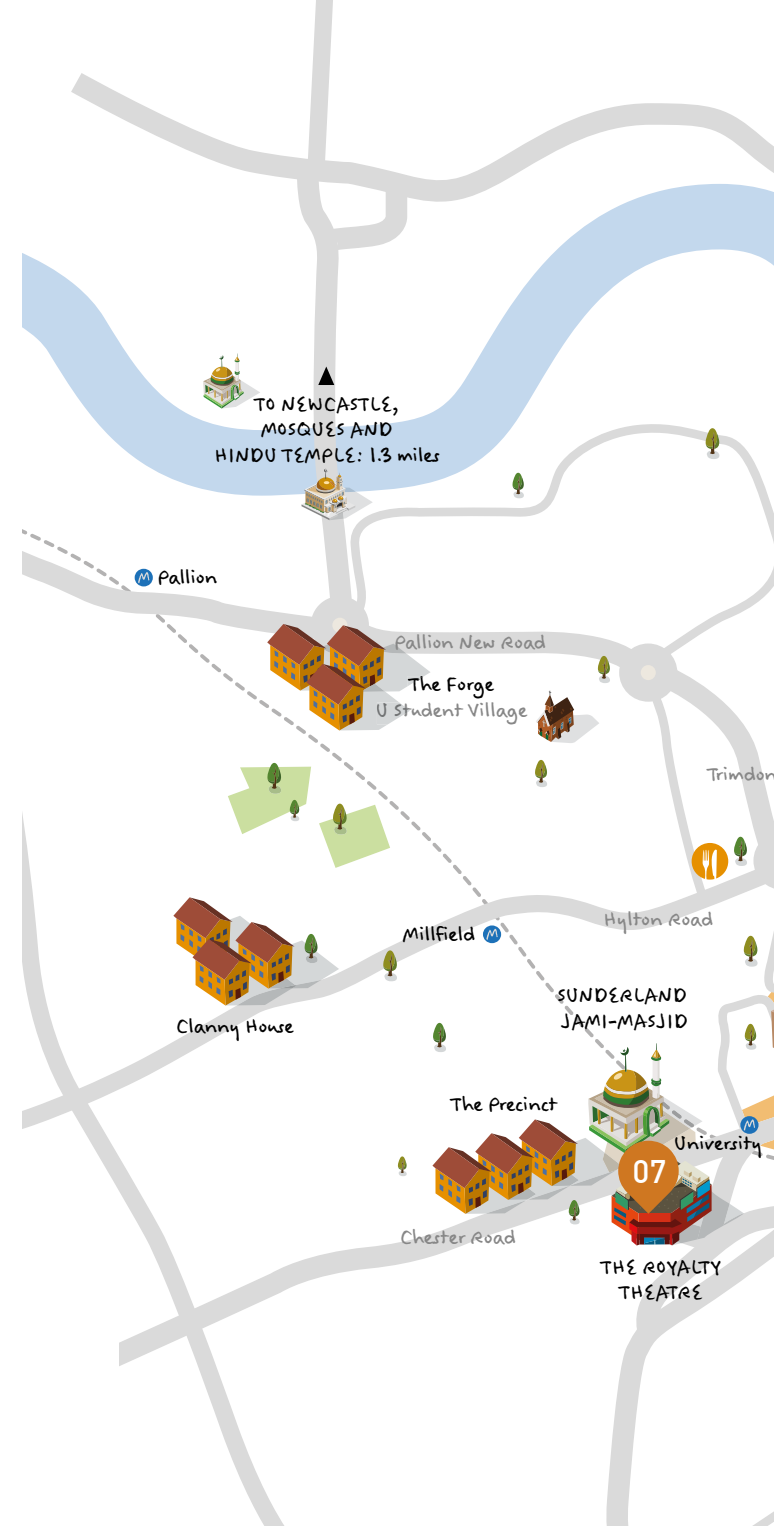 TO NEWCASTLE,
MOSQUES AND
HINDU TEMPLE: 1.3 miles
M Pallion
Pallion New Road
The Forge
U Student Village
Trimdon
Hylton Road
Millfield M
SUNDERLAND
JAMI-MASJID
Clanny House
The Precinct
M
University
07
Chester Road
THE ROYALTY
THEATRE